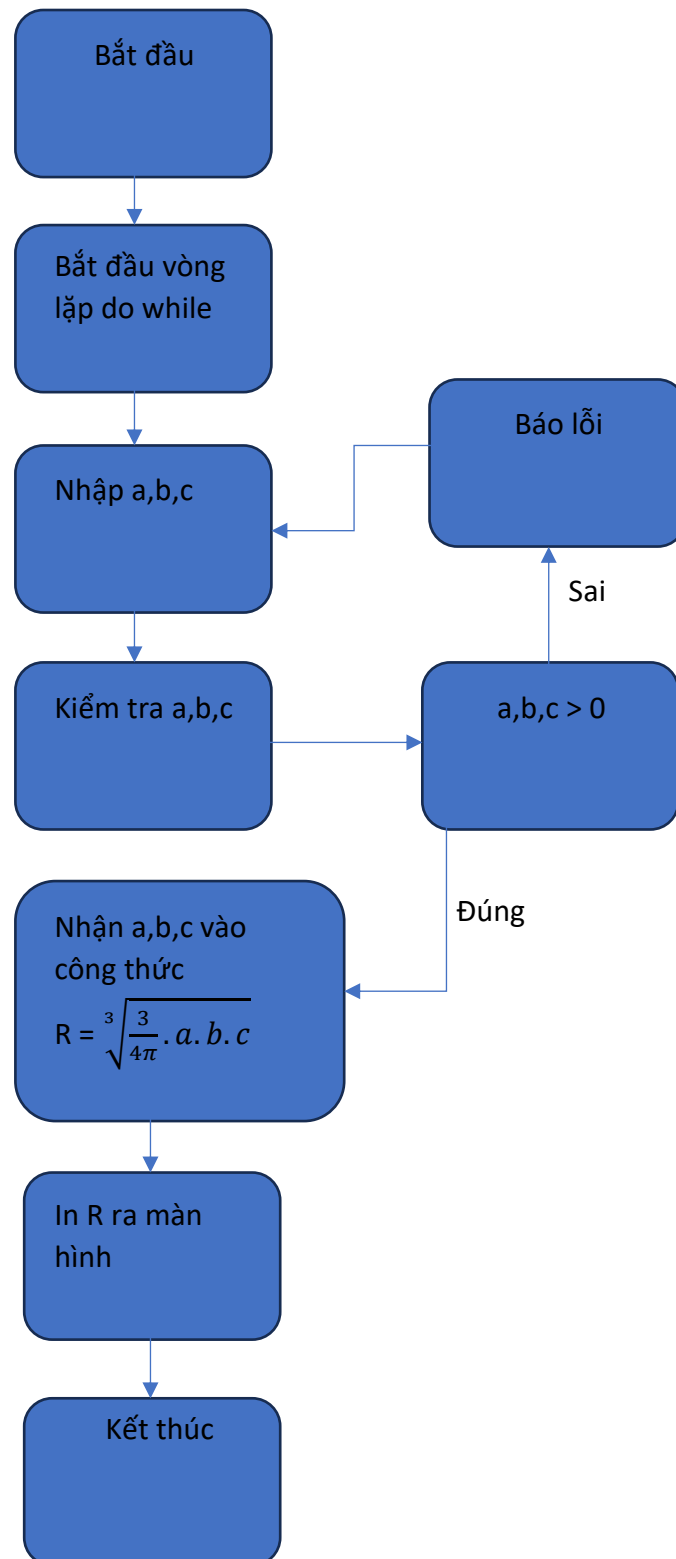 Bắt đầu
Bắt đầu vòng
lặp do while
Báo lỗi
Nhập a,b,c
Sai
Kiểm tra a,b,c
a,b,c > 0
Đúng
Nhận a,b,c vào
công thức
R = ∛(3/4π . a. b. c)
In R ra màn
hình
Kết thúc